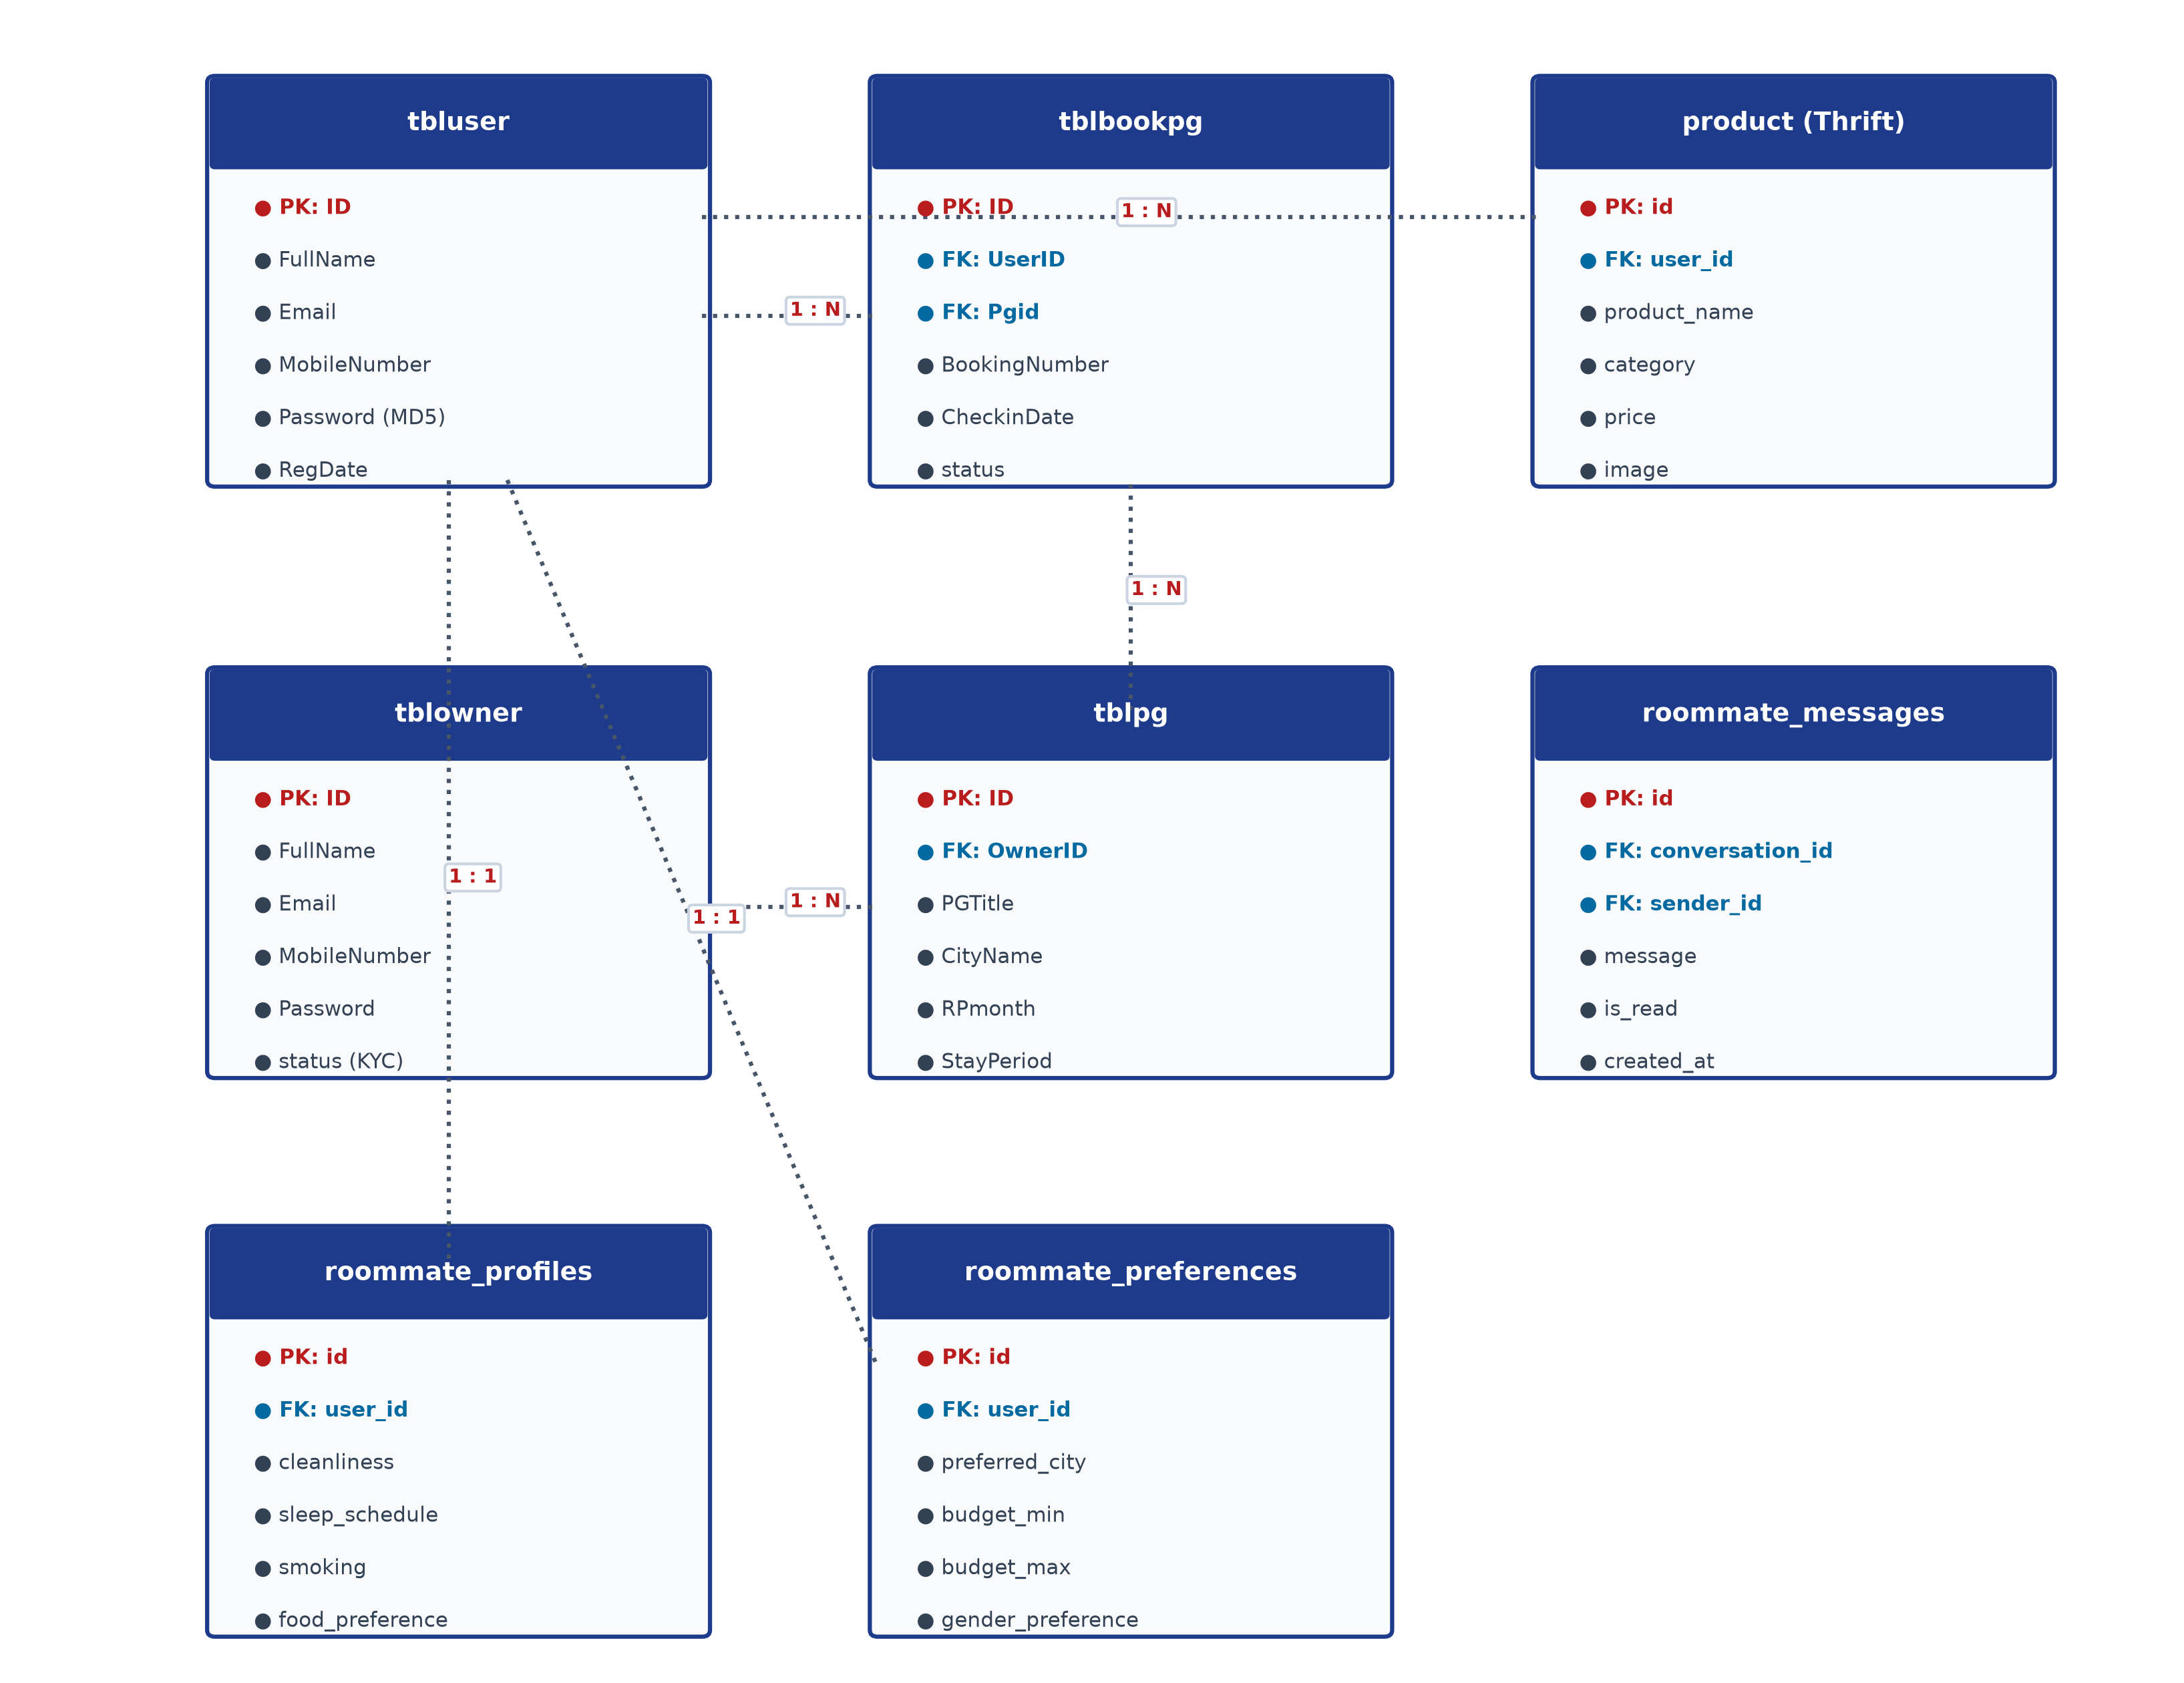 tbluser
PK: ID
FullName
Email
MobileNumber
Password (MD5)
RegDate
tblbookpg
PK: ID
FK: UserID
FK: Pgid
BookingNumber
CheckinDate
status
product (Thrift)
PK: id
FK: user_id
product_name
category
price
image
1 : N
1 : N
1 : N
tblowner
PK: ID
FullName
Email
MobileNumber
Password
status (KYC)
1 : 1
1 : 1
1 : N
tblpg
PK: ID
FK: OwnerID
PGTitle
CityName
RPmonth
StayPeriod
roommate_messages
PK: id
FK: conversation_id
FK: sender_id
message
is_read
created_at
roommate_profiles
PK: id
FK: user_id
cleanliness
sleep_schedule
smoking
food_preference
roommate_preferences
PK: id
FK: user_id
preferred_city
budget_min
budget_max
gender_preference